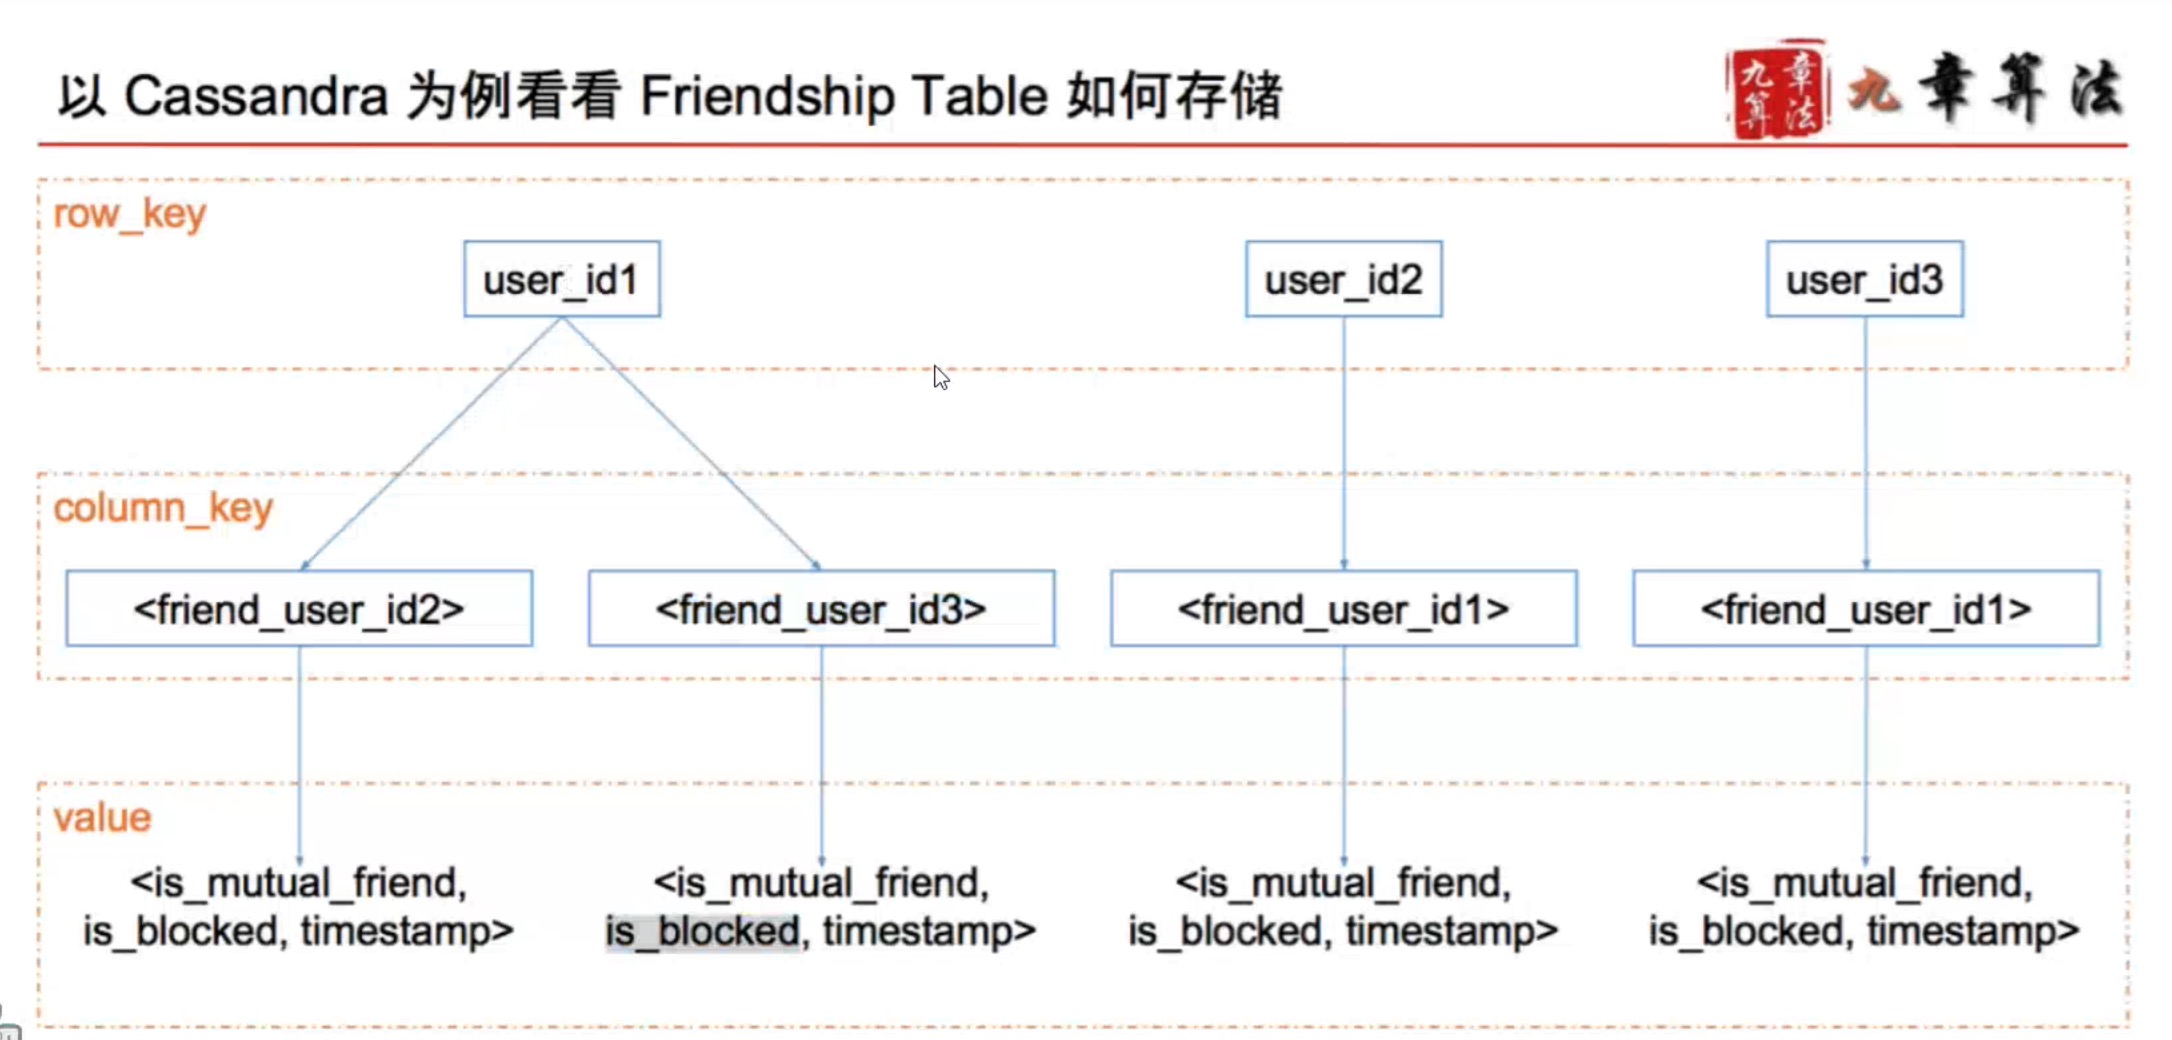 以 Cassandra 为例看看 Friendship Table 如何存储
九章算法
九章算法
row_key
user_id1
user_id2
user_id3
column_key
<friend_user_id2>
<friend_user_id3>
<friend_user_id1>
<friend_user_id1>
value
<is_mutual_friend,
is_blocked, timestamp>
<is_mutual_friend,
is_blocked, timestamp>
<is_mutual_friend,
is_blocked, timestamp>
<is_mutual_friend,
is_blocked, timestamp>